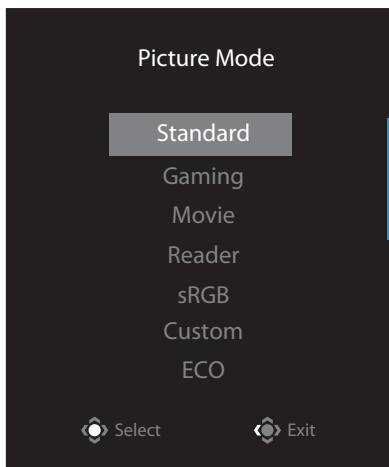 Picture Mode
Standard
Gaming
Movie
Reader
sRGB
Custom
ECO
Select Exit